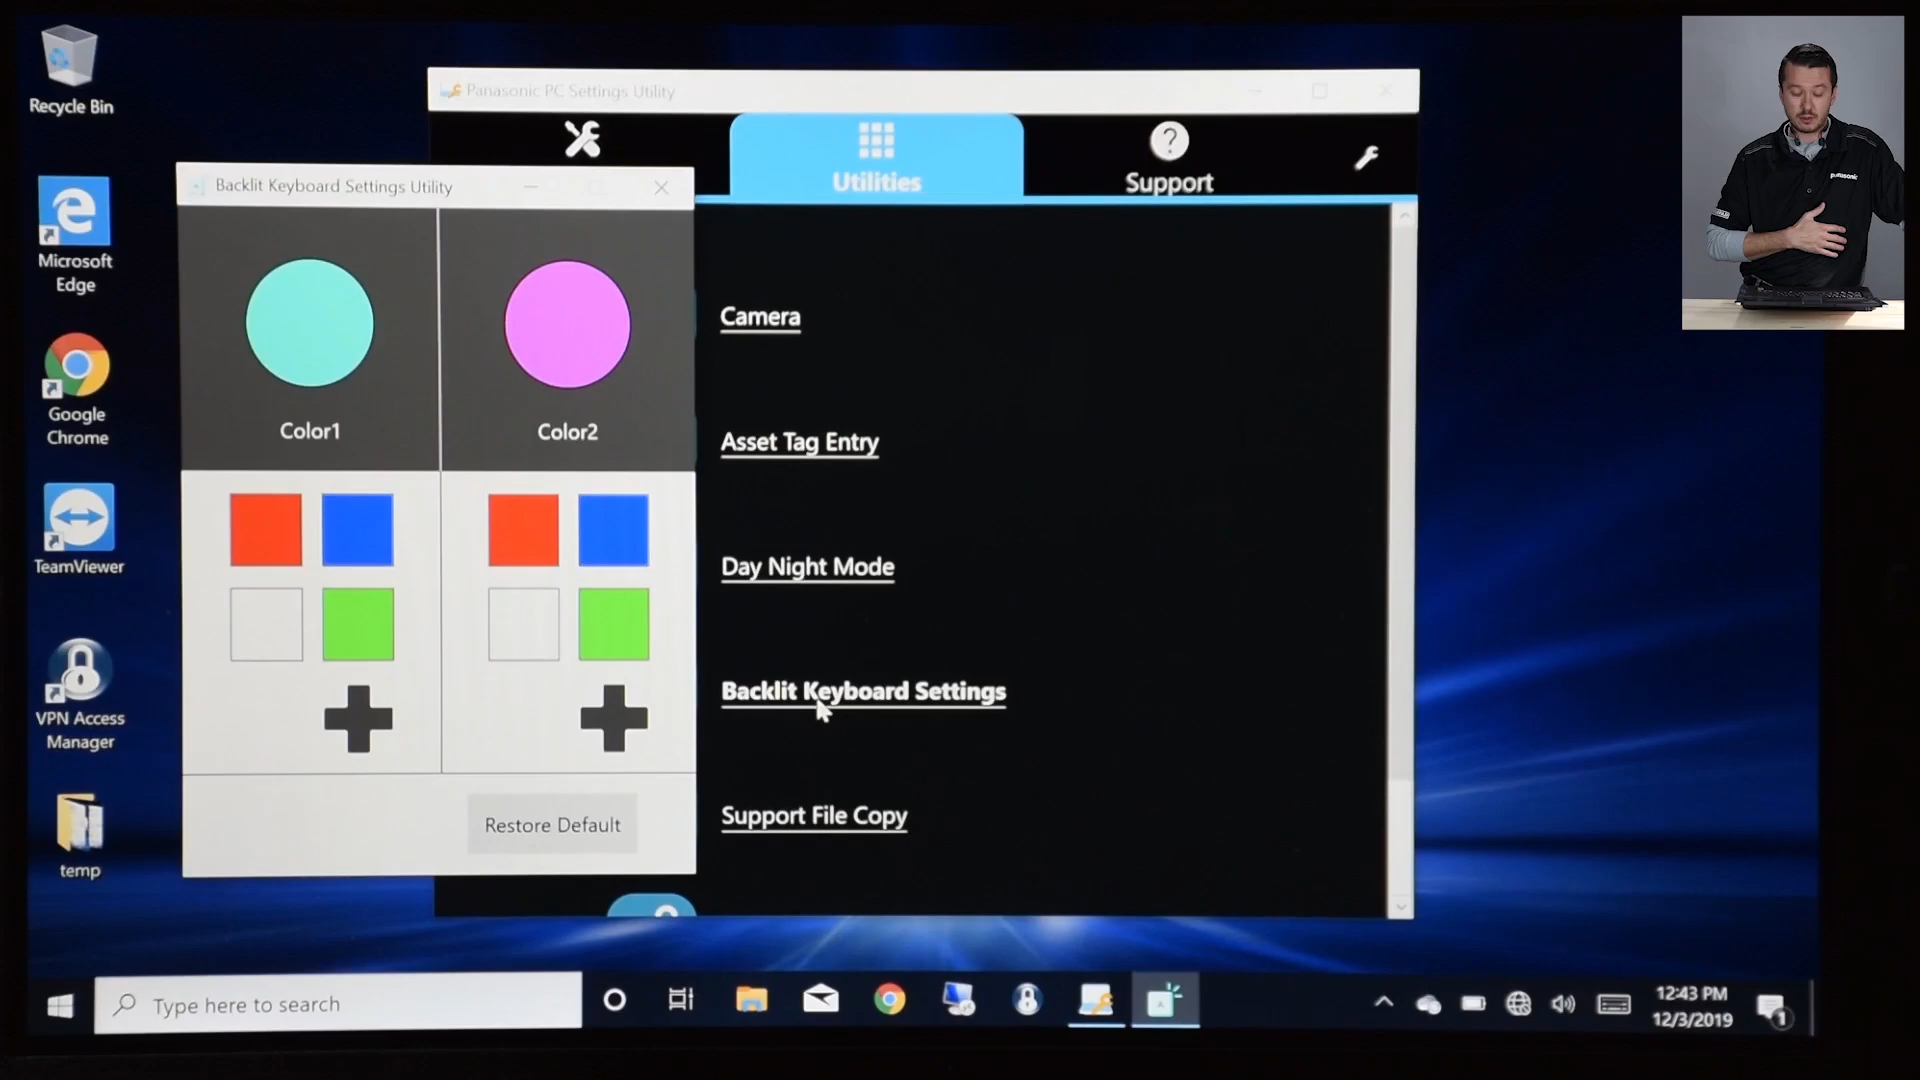 Recycle Bin
Microsoft
Edge
Google
Chrome
TeamViewer
VPN Access
Manager
temp
Panasonic PC Settings Utility
Utilities
Support
Backlit Keyboard Settings Utility
Color1
Color2
Restore Default
Camera
Asset Tag Entry
Day Night Mode
Backlit Keyboard Settings
Support File Copy
Panasonic
Type here to search
12:43 PM
12/3/2019
1